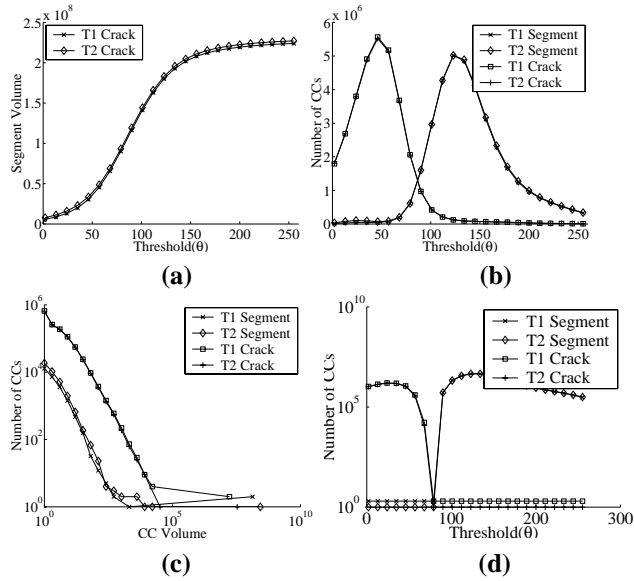 x 10^8
T1 Crack
T2 Crack
Segment Volume
2.5
2
1.5
1
0.5
0
0 50 100 150 200 250
Threshold(θ)
(a)
x 10^6
T1 Segment
T2 Segment
T1 Crack
T2 Crack
Number of CCs
6
5
4
3
2
1
0
0 50 100 150 200 250
Threshold(θ)
(b)
T1 Segment
T2 Segment
T1 Crack
T2 Crack
Number of CCs
10^6
10^4
10^2
10^0
10^0 10^5 10^10
CC Volume
(c)
T1 Segment
T2 Segment
T1 Crack
T2 Crack
Number of CCs
10^10
10^5
10^0
0 100 200 300
Threshold(θ)
(d)